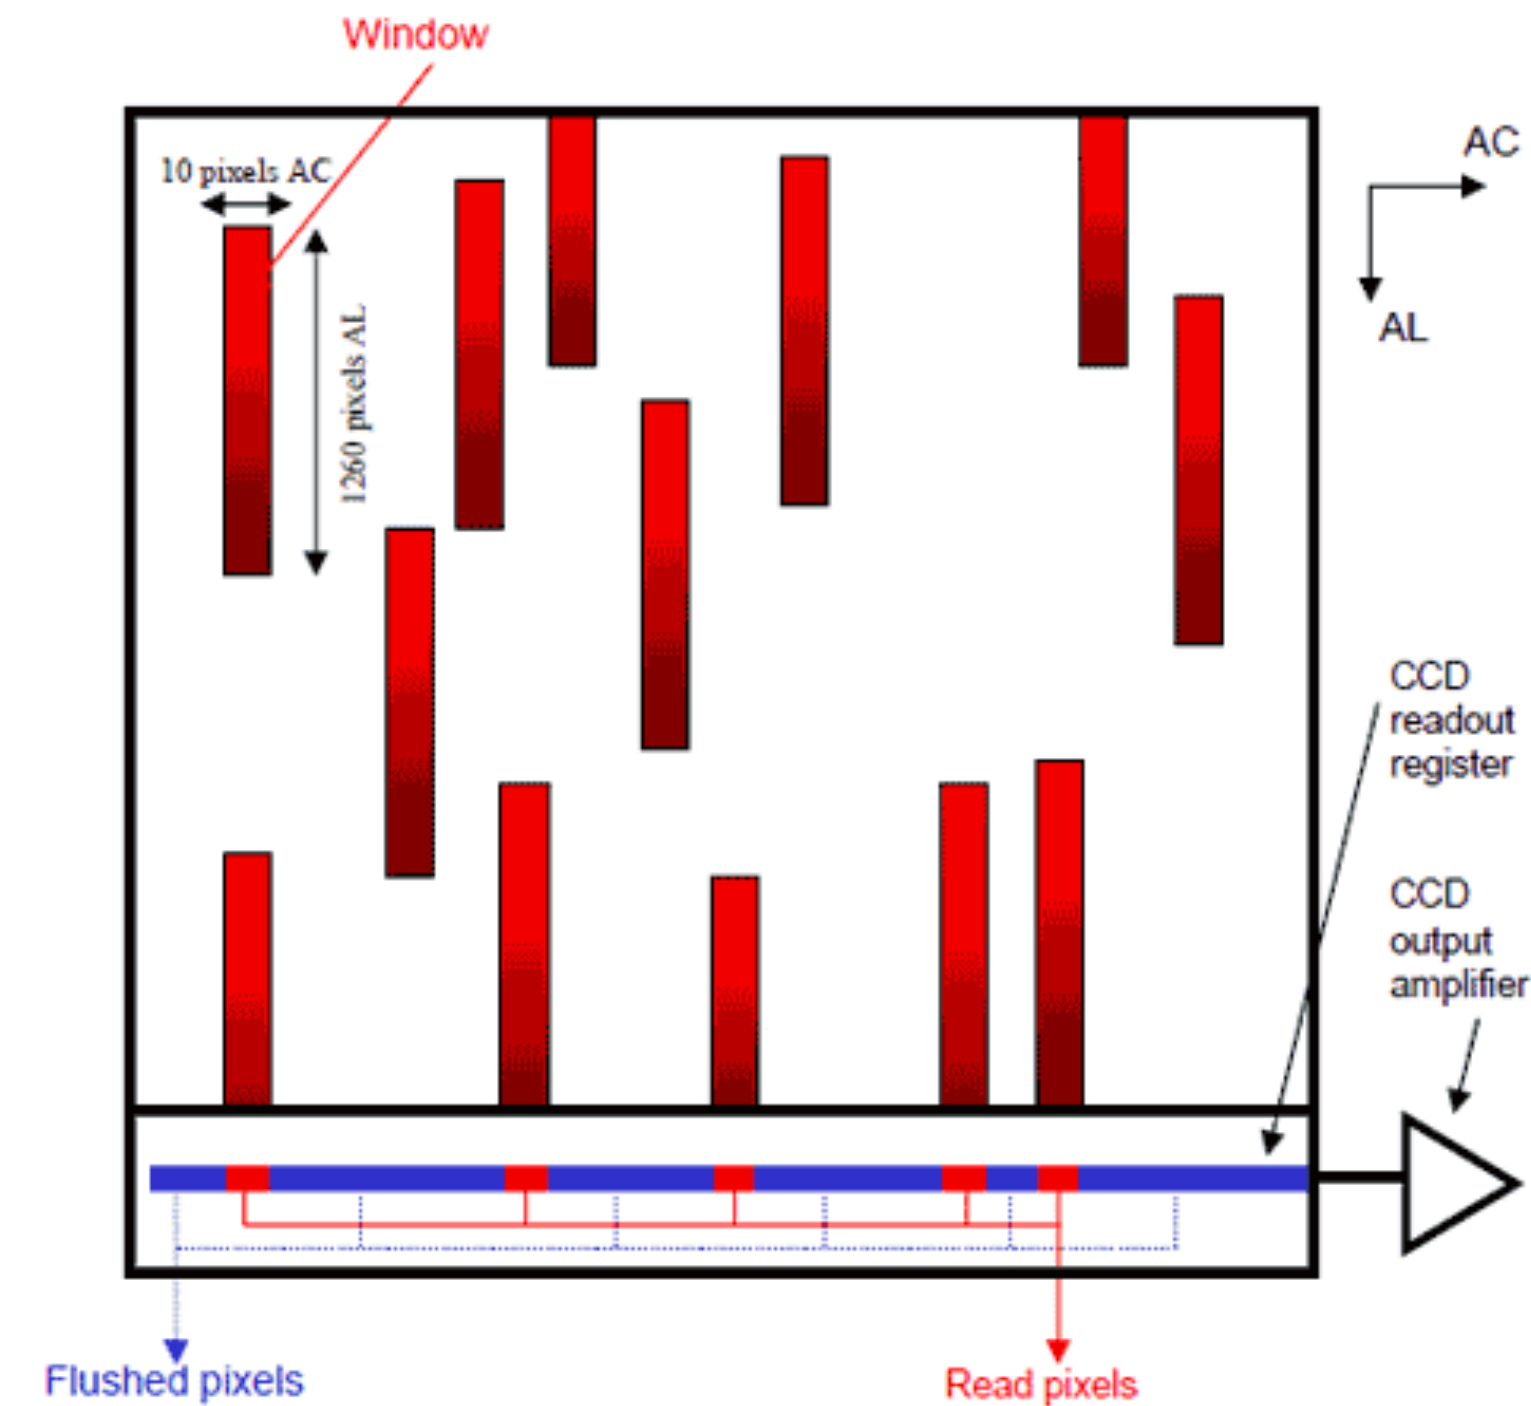 Window
10 pixels AC
1260 pixels AL
AC
AL
CCD
readout
register
CCD
output
amplifier
Flushed pixels
Read pixels